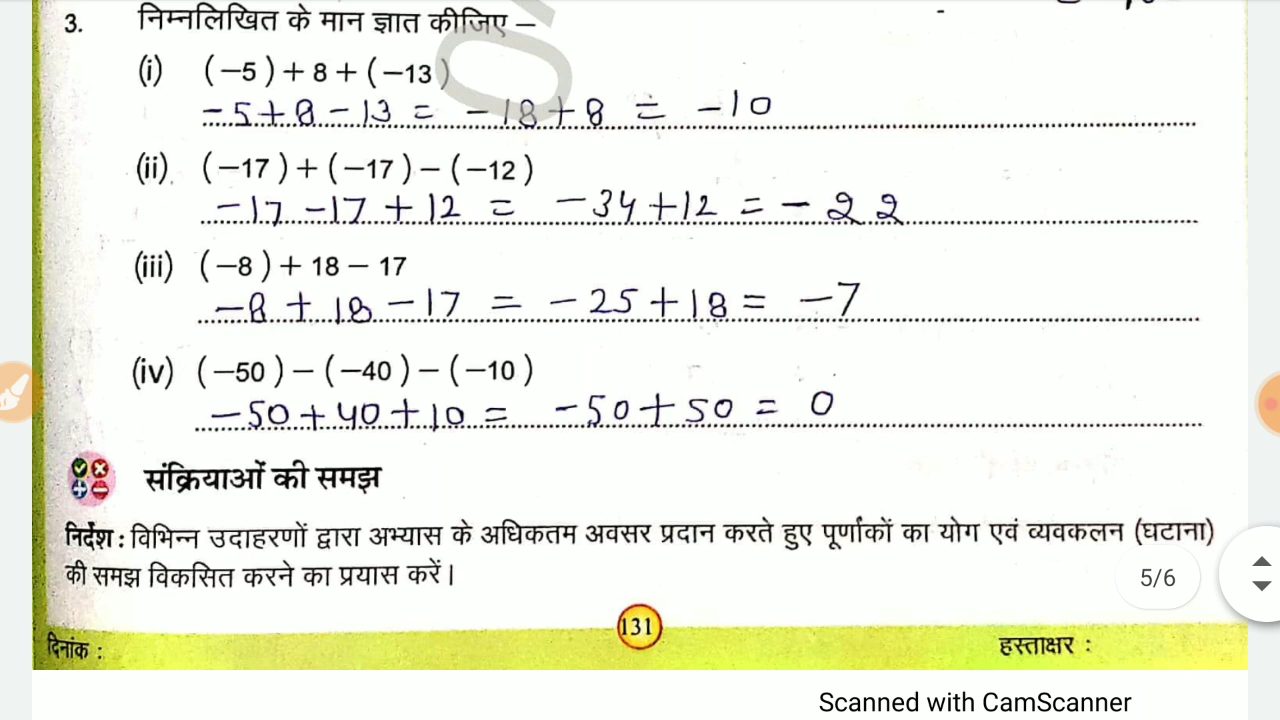 3. निम्नलिखित के मान ज्ञात कीजिए –
(i) (−5) + 8 + (−13)
−5+8−13 = −18+8 = −10
(ii) (−17) + (−17) − (−12)
−17−17+12 = −34+12 = −22
(iii) (−8) + 18 − 17
−8+18−17 = −25+18 = −7
(iv) (−50) − (−40) − (−10)
−50+40+10 = −50+50 = 0
संक्रियाओं की समझ
निर्देश : विभिन्न उदाहरणों द्वारा अभ्यास के अधिकतम अवसर प्रदान करते हुए पूर्णाकों का योग एवं व्यवकलन (घटाना)
की समझ विकसित करने का प्रयास करें।
5/6
131
दिनांक :
हस्ताक्षर :
Scanned with CamScanner